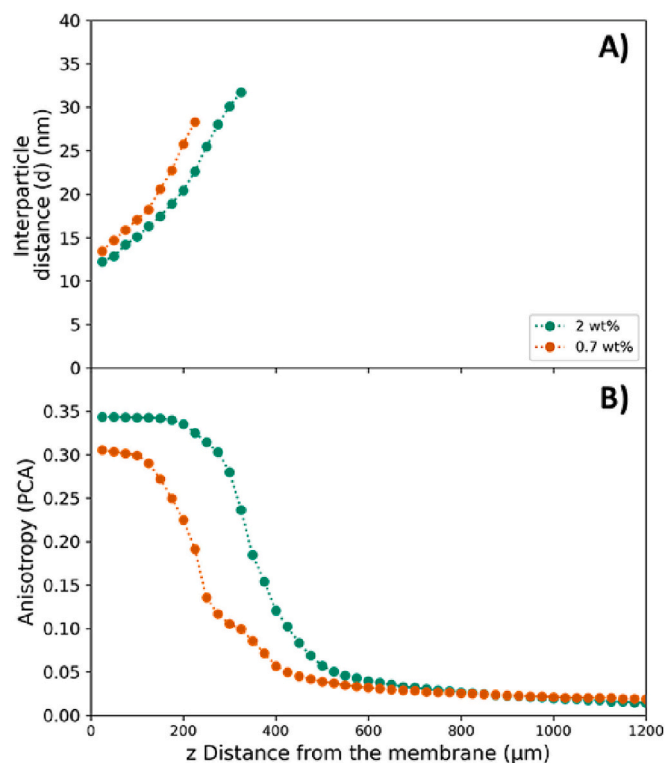 A)
40
35
30
25
20
15
10
5
0
Interparticle
distance (d) (nm)
2 wt%
0.7 wt%
B)
0.35
0.30
0.25
0.20
0.15
0.10
0.05
0.00
Anisotropy (PCA)
0 200 400 600 800 1000 1200
z Distance from the membrane (μm)